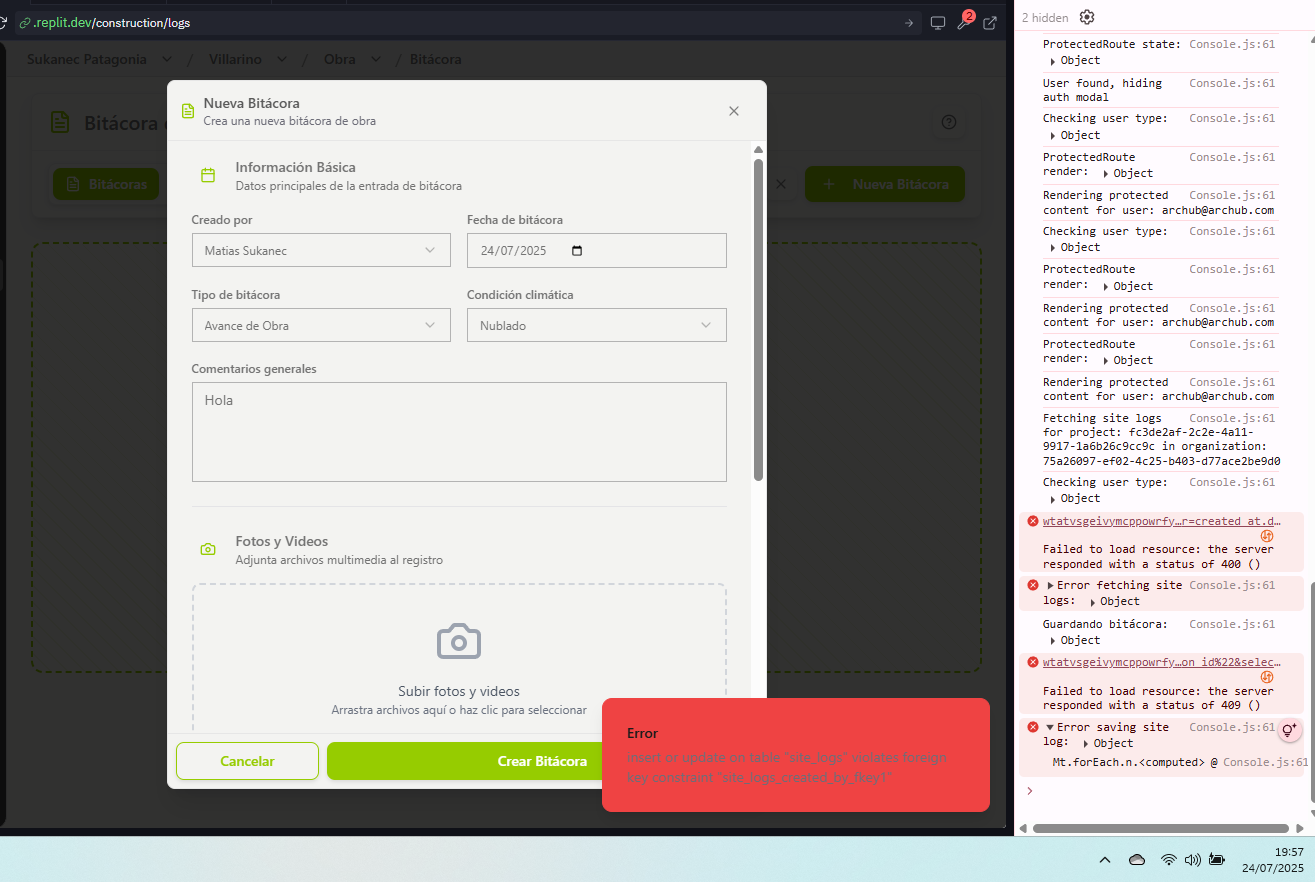 .replit.dev/construction/logs
2
Sukanec Patagonia / Villarino / Obra / Bitácora
Bitácora
Bitácoras
Nueva Bitácora
Nueva Bitácora
Crea una nueva bitácora de obra
Información Básica
Datos principales de la entrada de bitácora
Creado por
Matias Sukanec
Fecha de bitácora
24/07/2025
Tipo de bitácora
Avance de Obra
Condición climática
Nublado
Comentarios generales
Hola
Fotos y Videos
Adjunta archivos multimedia al registro
Subir fotos y videos
Arrastra archivos aquí o haz clic para seleccionar
Cancelar
Crear Bitácora
Error
insert or update on table "site_logs" violates foreign
key constraint "site_logs_created_by_fkey1"
2 hidden
ProtectedRoute state: Console.js:61
Object
User found, hiding Console.js:61
auth modal
Checking user type: Console.js:61
Object
ProtectedRoute Console.js:61
render: Object
Rendering protected Console.js:61
content for user: archub@archub.com
Checking user type: Console.js:61
Object
ProtectedRoute Console.js:61
render: Object
Rendering protected Console.js:61
content for user: archub@archub.com
ProtectedRoute Console.js:61
render: Object
Rendering protected Console.js:61
content for user: archub@archub.com
Fetching site logs Console.js:61
for project: fc3de2af-2c2e-4a11-
9917-1a6b26c9cc9c in organization:
75a26097-ef02-4c25-b403-d77ace2be9d0
Checking user type: Console.js:61
Object
wtatvsgeivymcppowrfy…r=created_at.d…
Failed to load resource: the server
responded with a status of 400 ()
Error fetching site Console.js:61
logs: Object
Guardando bitácora: Console.js:61
Object
wtatvsgeivymcppowrfy…on_id%22&selec…
Failed to load resource: the server
responded with a status of 409 ()
Error saving site Console.js:61
log: Object
Mt.forEach.n.<computed> @ Console.js:61
19:57
24/07/2025